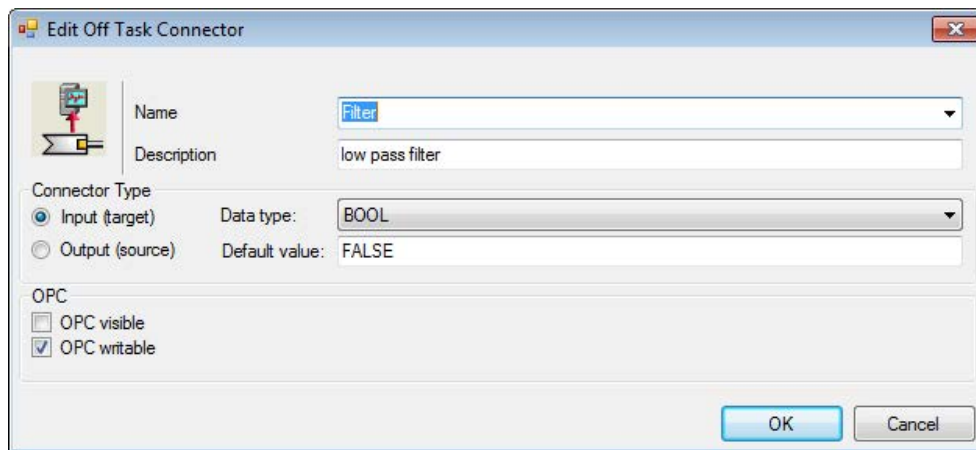 Edit Off Task Connector
Name
Filter
Description
low pass filter
Connector Type
Input (target)
Data type:
BOOL
Output (source)
Default value:
FALSE
OPC
OPC visible
OPC writable
OK
Cancel